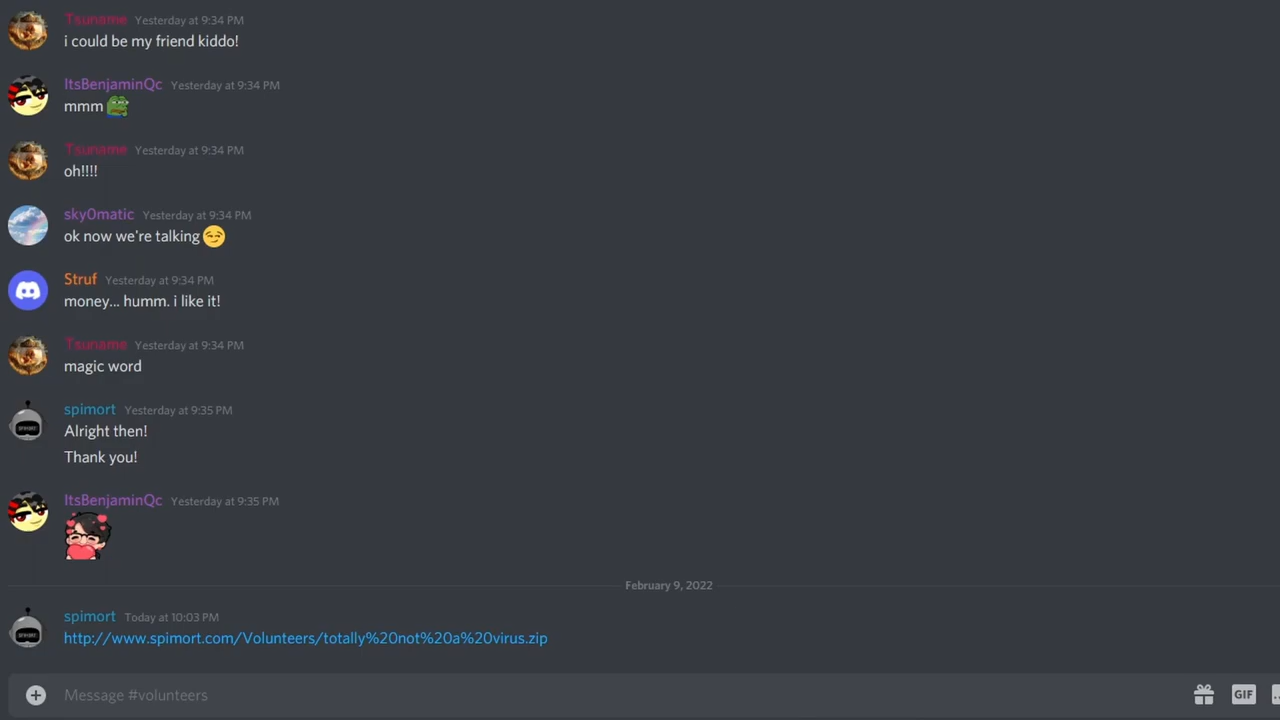 Tsuname Yesterday at 9:34 PM
i could be my friend kiddo!
ItsBenjaminQc Yesterday at 9:34 PM
mmm
Tsuname Yesterday at 9:34 PM
oh!!!!
sky0matic Yesterday at 9:34 PM
ok now we're talking
Struf Yesterday at 9:34 PM
money... humm. i like it!
Tsuname Yesterday at 9:34 PM
magic word
spimort Yesterday at 9:35 PM
Alright then!
Thank you!
ItsBenjaminQc Yesterday at 9:35 PM
February 9, 2022
spimort Today at 10:03 PM
http://www.spimort.com/Volunteers/totally%20not%20a%20virus.zip
Message #volunteers
GIF